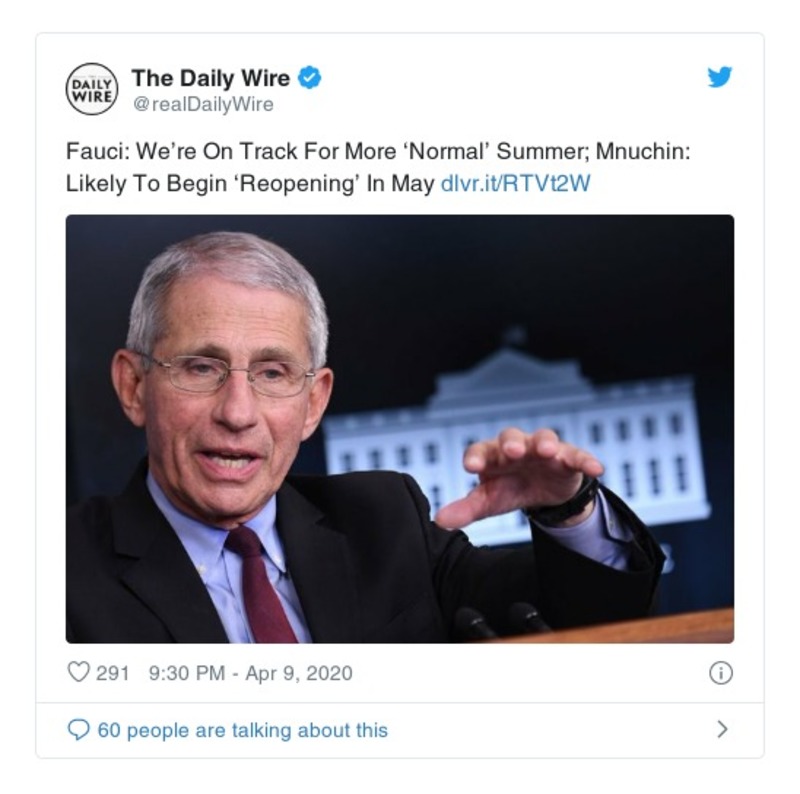 DAILY
WIRE
The Daily Wire
@realDailyWire
Fauci: We’re On Track For More ‘Normal’ Summer; Mnuchin:
Likely To Begin ‘Reopening’ In May dlvr.it/RTVt2W
291 9:30 PM - Apr 9, 2020
60 people are talking about this